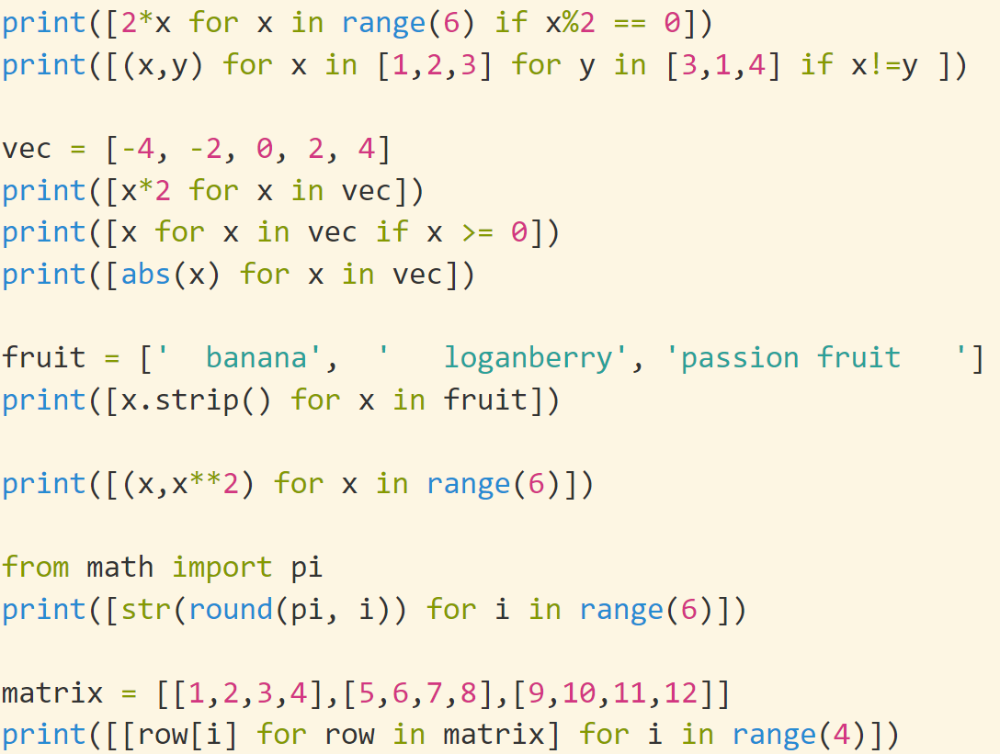 print([2*x for x in range(6) if x%2 == 0])
print([(x,y) for x in [1,2,3] for y in [3,1,4] if x!=y ])

vec = [-4, -2, 0, 2, 4]
print([x*2 for x in vec])
print([x for x in vec if x >= 0])
print([abs(x) for x in vec])

fruit = ['  banana', '   loganberry', 'passion fruit   ']
print([x.strip() for x in fruit])

print([(x,x**2) for x in range(6)])

from math import pi
print([str(round(pi, i)) for i in range(6)])

matrix = [[1,2,3,4],[5,6,7,8],[9,10,11,12]]
print([[row[i] for row in matrix] for i in range(4)])